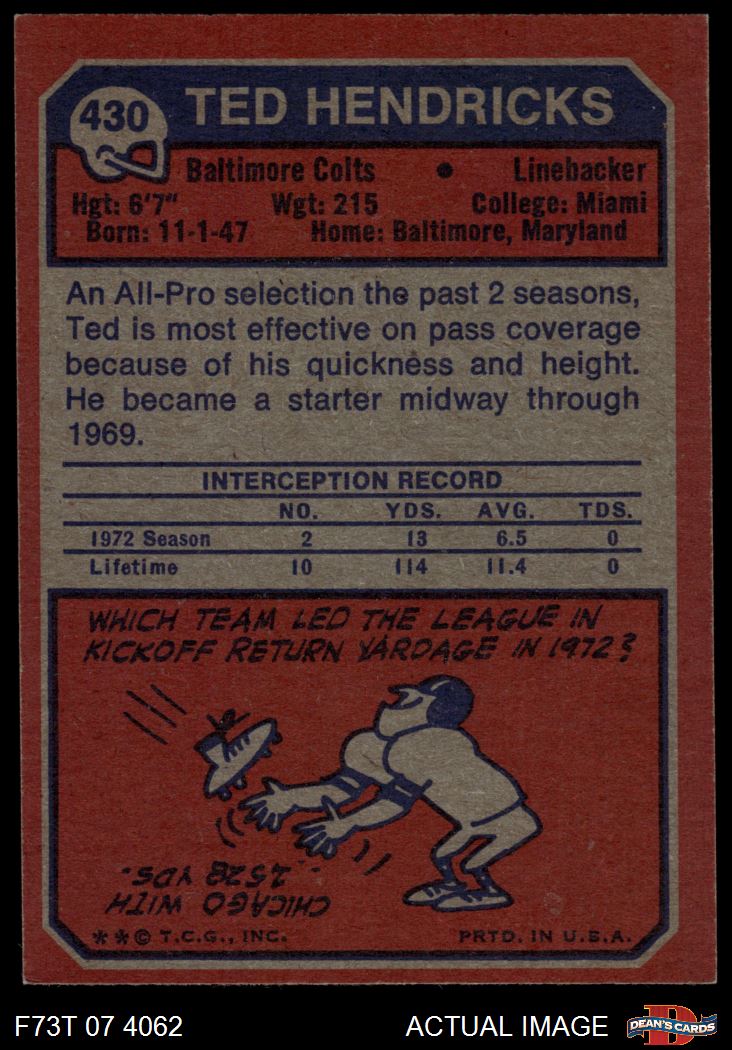 430 TED HENDRICKS
Baltimore Colts • Linebacker
Hgt: 6'7" Wgt: 215 College: Miami
Born: 11-1-47 Home: Baltimore, Maryland
An All-Pro selection the past 2 seasons,
Ted is most effective on pass coverage
because of his quickness and height.
He became a starter midway through
1969.
INTERCEPTION RECORD
NO. YDS. AVG. TDS.
1972 Season 2 13 6.5 0
Lifetime 10 114 11.4 0
WHICH TEAM LED THE LEAGUE IN
KICKOFF RETURN YARDAGE IN 1972?
CHICAGO WITH
2528 YDS.
**© T.C.G., INC. PRTD. IN U.S.A.
F73T 07 4062 ACTUAL IMAGE DEAN'S CARDS